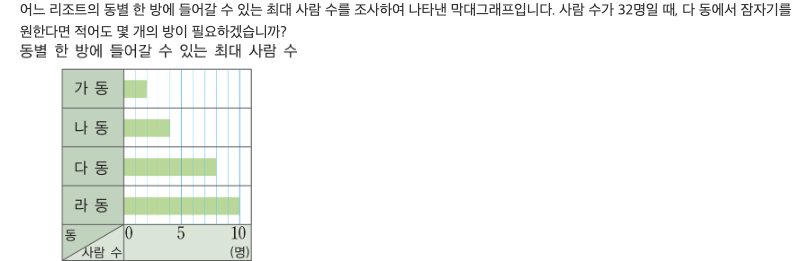 어느 리조트의 동별 한 방에 들어갈 수 있는 최대 사람 수를 조사하여 나타낸 막대그래프입니다. 사람 수가 32명일 때, 다 동에서 잠자기를
원한다면 적어도 몇 개의 방이 필요하겠습니까?
동별 한 방에 들어갈 수 있는 최대 사람 수
가 동
나 동
다 동
라 동
동
사람 수
0 5 10
(명)